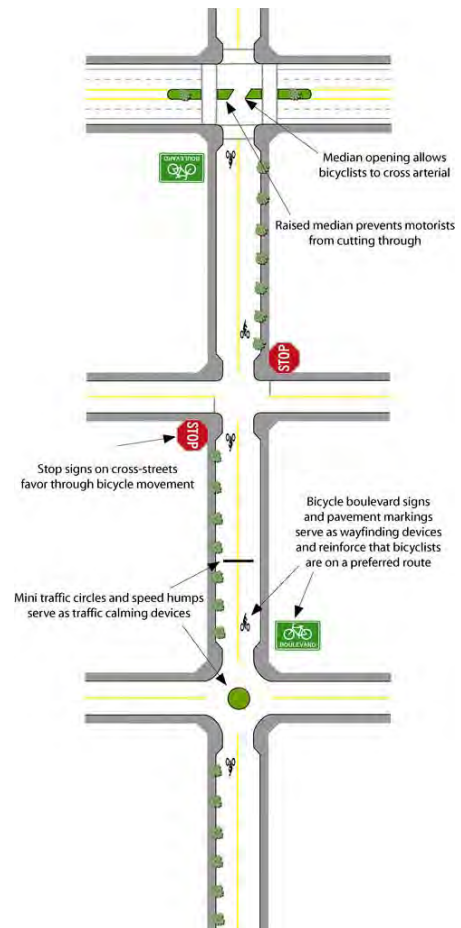 BOULEVARD
Median opening allows
bicyclists to cross arterial
Raised median prevents motorists
from cutting through
STOP
STOP
Stop signs on cross-streets
favor through bicycle movement
Bicycle boulevard signs
and pavement markings
serve as wayfinding devices
and reinforce that bicyclists
are on a preferred route
Mini traffic circles and speed humps
serve as traffic calming devices
BOULEVARD